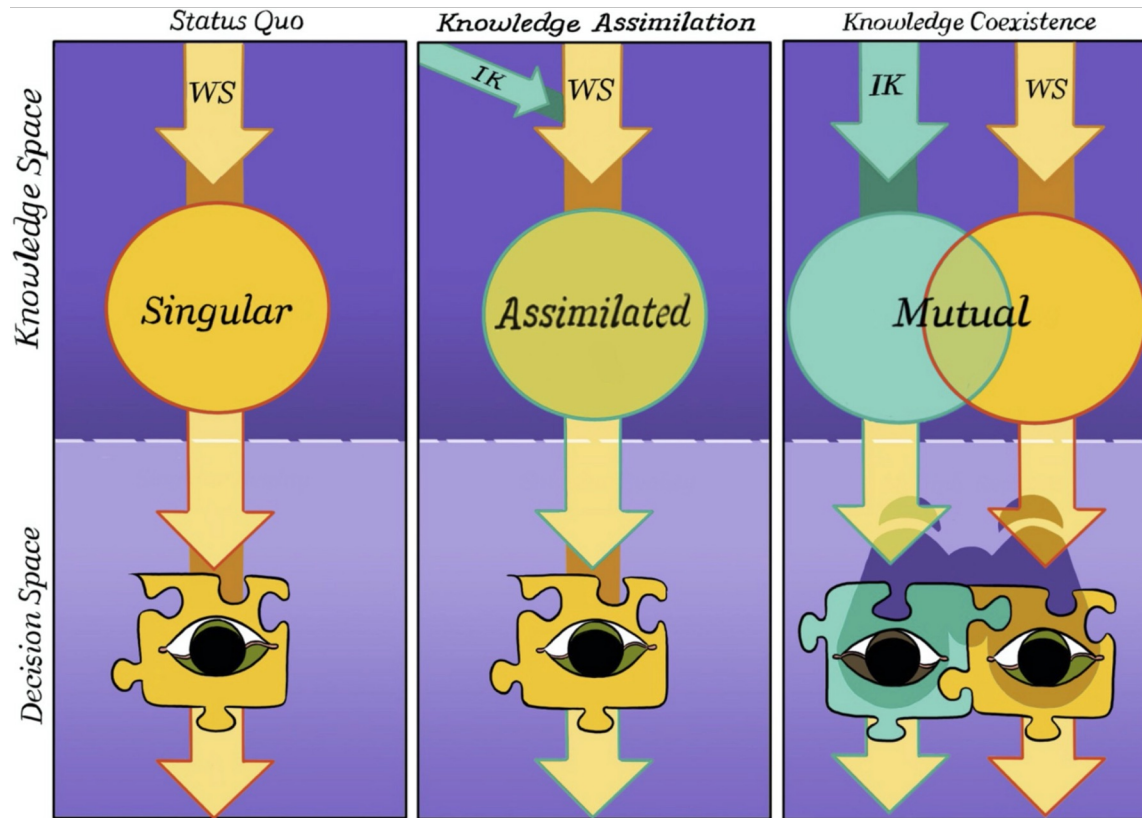 Status Quo
Knowledge Assimilation
Knowledge Coexistence
Knowledge Space
WS
IK
WS
IK
WS
Singular
Assimilated
Mutual
Decision Space